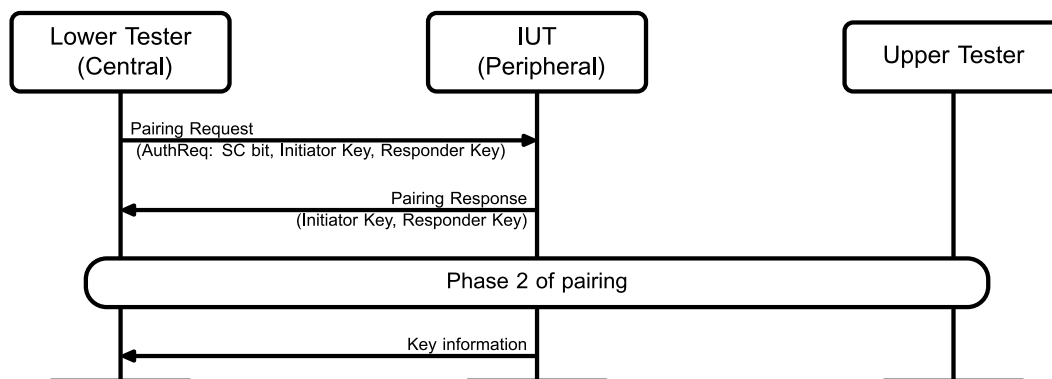 Lower Tester
(Central)
IUT
(Peripheral)
Upper Tester
Pairing Request
(AuthReq: SC bit, Initiator Key, Responder Key)
Pairing Response
(Initiator Key, Responder Key)
Phase 2 of pairing
Key information